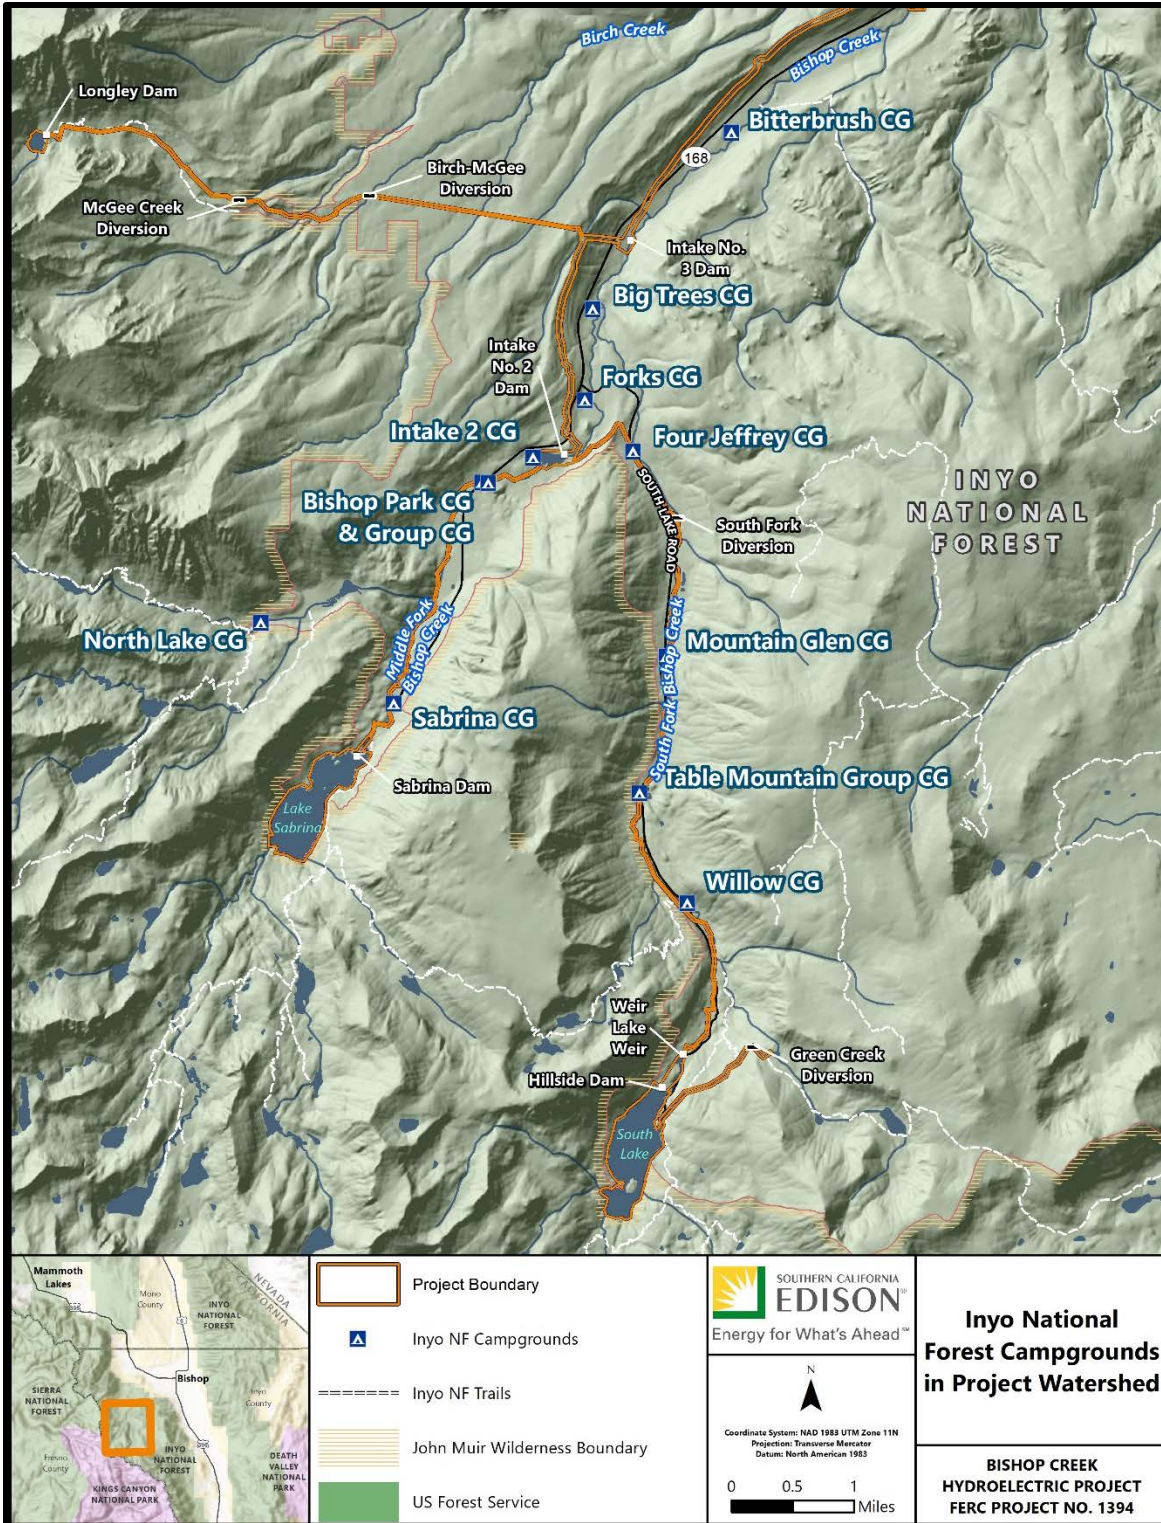 Birch Creek
Bishop Creek
Longley Dam
Bitterbrush CG
168
Birch-McGee
Diversion
McGee Creek
Diversion
Intake No.
3 Dam
Big Trees CG
Intake
No. 2
Dam
Forks CG
Intake 2 CG
Four Jeffrey CG
INYO
NATIONAL
FOREST
Bishop Park CG
& Group CG
SOUTH LAKE ROAD
South Fork
Diversion
North Lake CG
Middle Fork
Bishop Creek
Mountain Glen CG
South Fork Bishop Creek
Sabrina CG
Sabrina Dam
Table Mountain Group CG
Lake
Sabrina
Willow CG
Weir
Lake
Weir
Green Creek
Diversion
Hillside Dam
South
Lake
Mammoth
Lakes
Mono
County
NEVADA
CALIFORNIA
INYO
NATIONAL
FOREST
6
Bishop
SIERRA
NATIONAL
FOREST
Inyo
County
INYO
NATIONAL
FOREST
Fresno
County
KINGS CANYON
NATIONAL PARK
DEATH
VALLEY
NATIONAL
PARK
Project Boundary
Inyo NF Campgrounds
Inyo NF Trails
John Muir Wilderness Boundary
US Forest Service
SOUTHERN CALIFORNIA
EDISON
Energy for What's Ahead℠
N
Coordinate System: NAD 1983 UTM Zone 11N
Projection: Transverse Mercator
Datum: North American 1983
0 0.5 1
Miles
Inyo National
Forest Campgrounds
in Project Watershed
BISHOP CREEK
HYDROELECTRIC PROJECT
FERC PROJECT NO. 1394